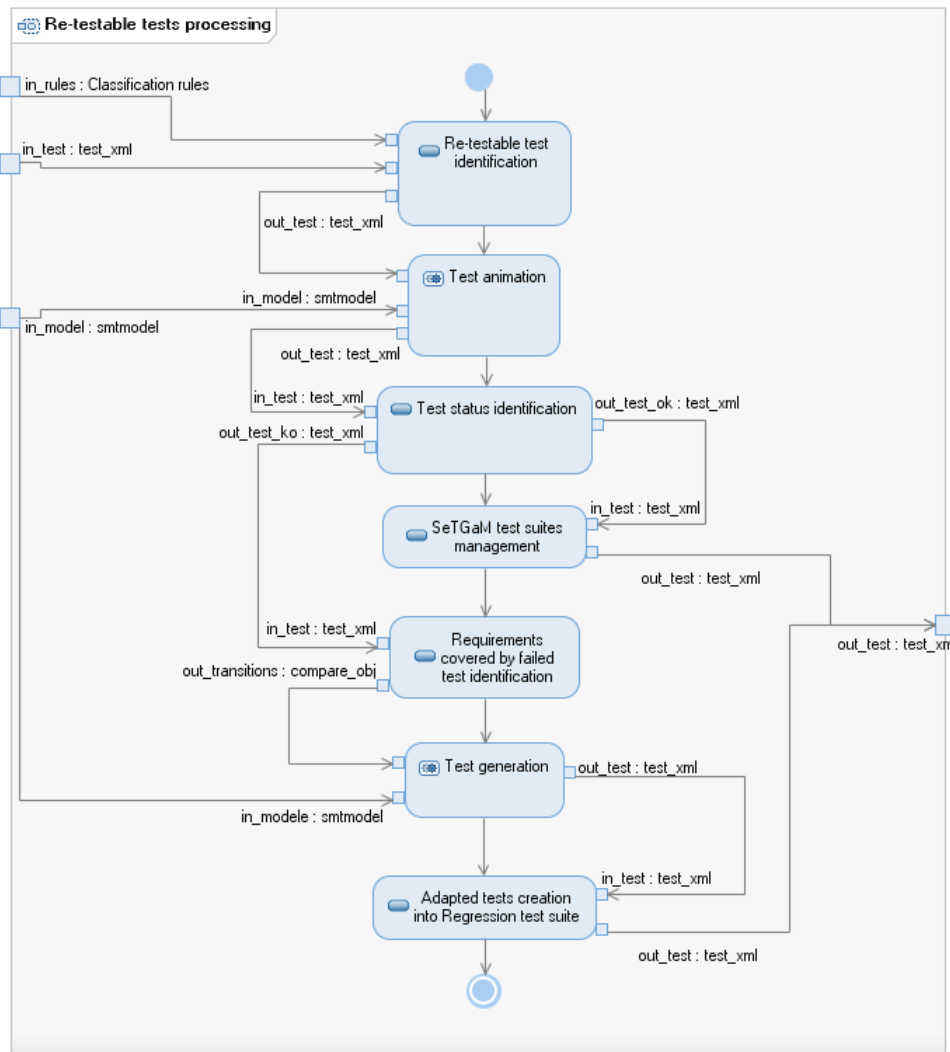 Re-testable tests processing
in_rules : Classification rules
in_test : test_xml
Re-testable test
identification
out_test : test_xml
Test animation
in_model : smtmodel
in_model : smtmodel
out_test : test_xml
in_test : test_xml
Test status identification
out_test_ok : test_xml
out_test_ko : test_xml
in_test : test_xml
SeTGaM test suites
management
out_test : test_xml
in_test : test_xml
Requirements
covered by failed
test identification
out_test : test_xm
out_transitions : compare_obj
Test generation
out_test : test_xml
in_modele : smtmodel
in_test : test_xml
Adapted tests creation
into Regression test suite
out_test : test_xml